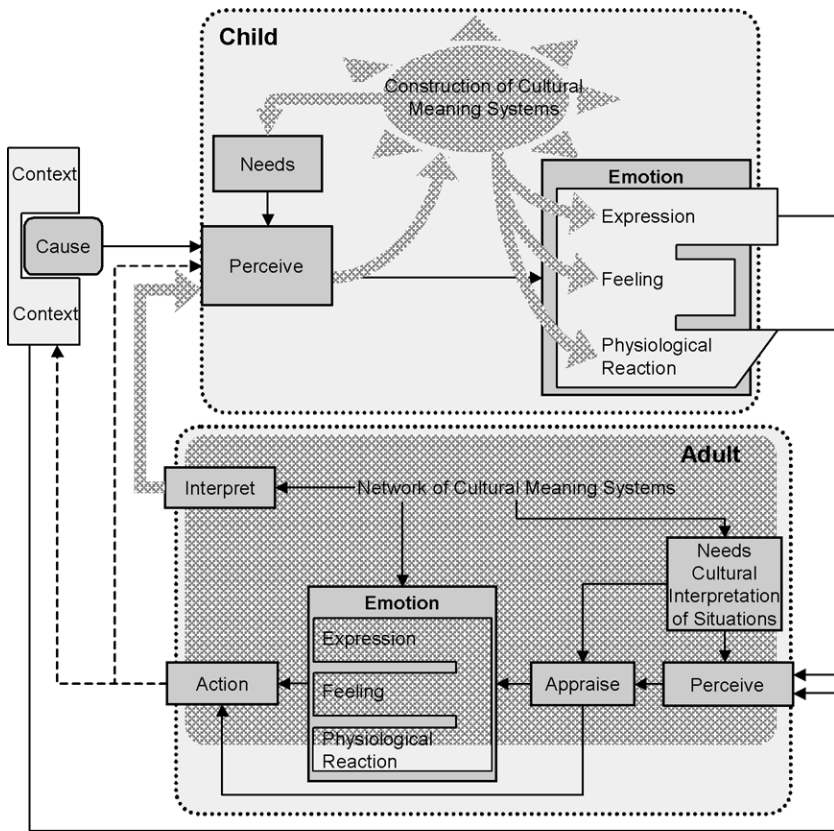 Child
Construction of Cultural
Meaning Systems
Needs
Context
Cause
Context
Perceive
Emotion
Expression
Feeling
Physiological
Reaction
Adult
Interpret
Network of Cultural Meaning Systems
Needs
Cultural
Interpretation
of Situations
Emotion
Expression
Feeling
Physiological
Reaction
Action
Appraise
Perceive